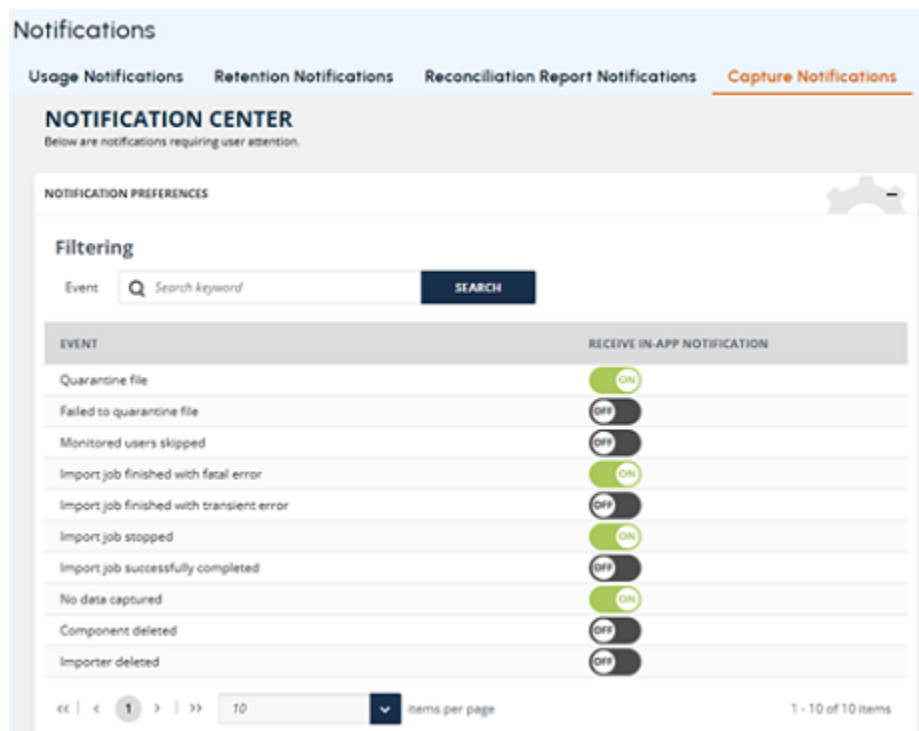 Notifications
Usage Notifications Retention Notifications Reconciliation Report Notifications Capture Notifications
NOTIFICATION CENTER
Below are notifications requiring user attention.
NOTIFICATION PREFERENCES
Filtering
Event Search keyword SEARCH
EVENT RECEIVE IN-APP NOTIFICATION
Quarantine file ON
Failed to quarantine file OFF
Monitored users skipped OFF
Import job finished with fatal error ON
Import job finished with transient error OFF
Import job stopped ON
Import job successfully completed OFF
No data captured ON
Component deleted OFF
Importer deleted OFF
<< | < 1 > | >> 10 items per page 1 - 10 of 10 items